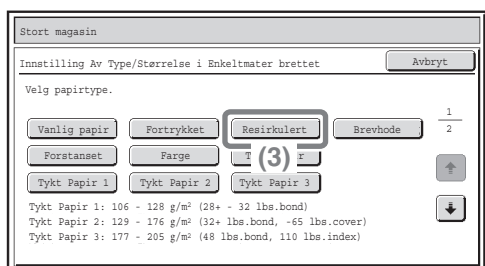 Stort magasin
Innstilling Av Type/Størrelse i Enkeltmater brettet Avbryt
Velg papirtype.
Vanlig papir Fortrykket Resirkulert Brevhode
1
2
Forstanset Farge (3)
Tykt Papir 1 Tykt Papir 2 Tykt Papir 3
Tykt Papir 1: 106 - 128 g/m² (28+ - 32 lbs.bond)
Tykt Papir 2: 129 - 176 g/m² (32+ lbs.bond, -65 lbs.cover)
Tykt Papir 3: 177 - 205 g/m² (48 lbs.bond, 110 lbs.index)